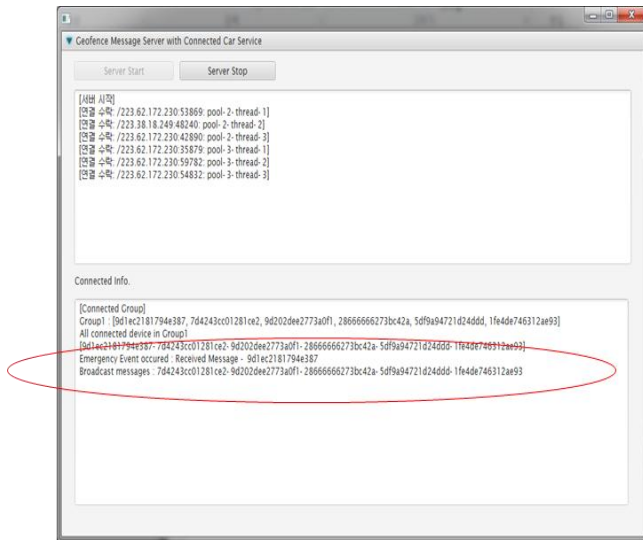 Geofence Message Server with Connected Car Service
Server Start
Server Stop
[서버 시작]
[연결 수락: /223.62.172.230:53869: pool-2-thread-1]
[연결 수락: /223.38.18.249:48240: pool-2-thread-2]
[연결 수락: /223.62.172.230:42890: pool-2-thread-3]
[연결 수락: /223.62.172.230:35879: pool-3-thread-1]
[연결 수락: /223.62.172.230:59782: pool-3-thread-2]
[연결 수락: /223.62.172.230:54832: pool-3-thread-3]
Connected Info.
[Connected Group]
Group1 : [9d1ec2181794e387, 7d4243cc01281ce2, 9d202dee2773a0f1, 28666666273bc42a, 5df9a94721d24ddd, 1fe4de746312ae93]
All connected device in Group1
[9d1ec2181794e387-7d4243cc01281ce2-9d202dee2773a0f1-28666666273bc42a-5df9a94721d24ddd-1fe4de746312ae93]
Emergency Event occured : Received Message - 9d1ec2181794e387
Broadcast messages : 7d4243cc01281ce2-9d202dee2773a0f1-28666666273bc42a-5df9a94721d24ddd-1fe4de746312ae93